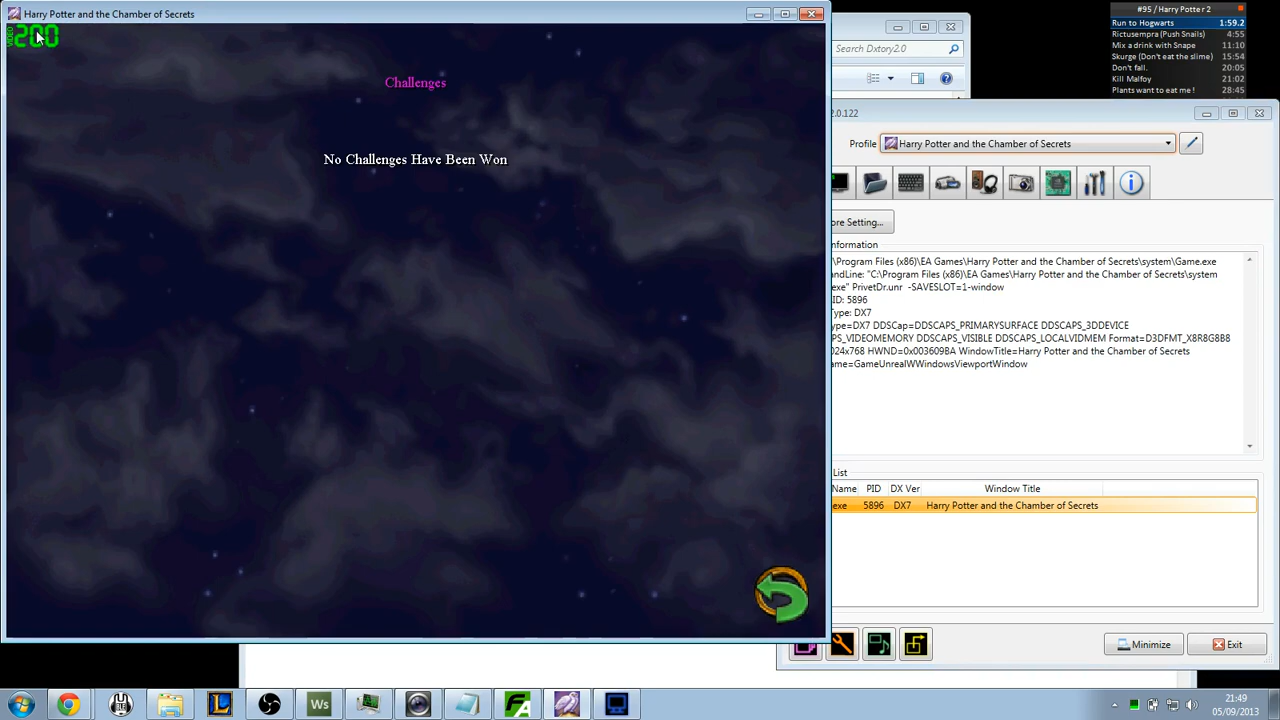 Harry Potter and the Chamber of Secrets
VIDEO 200
Challenges
No Challenges Have Been Won
Search Dxtory2.0
#95 / Harry Potter 2
Run to Hogwarts 1:59.2
Rictusempra (Push Snails) 4:55
Mix a drink with Snape 11:10
Skurge (Don't eat the slime) 15:54
Don't fall. 20:05
Kill Malfoy 21:02
Plants want to eat me ! 28:45
2.0.122
Profile Harry Potter and the Chamber of Secrets
ore Setting...
nformation
\Program Files (x86)\EA Games\Harry Potter and the Chamber of Secrets\system\Game.exe
andLine: "C:\Program Files (x86)\EA Games\Harry Potter and the Chamber of Secrets\system
exe" PrivetDr.unr -SAVESLOT=1-window
ID: 5896
Type: DX7
ype=DX7 DDSCap=DDSCAPS_PRIMARYSURFACE DDSCAPS_3DDEVICE
PS_VIDEOMEMORY DDSCAPS_VISIBLE DDSCAPS_LOCALVIDMEM Format=D3DFMT_X8R8G8B8
024x768 HWND=0x003609BA WindowTitle=Harry Potter and the Chamber of Secrets
ame=GameUnrealWWindowsViewportWindow
List
Name PID DX Ver Window Title
exe 5896 DX7 Harry Potter and the Chamber of Secrets
Minimize Exit
Ws
21:49
05/09/2013